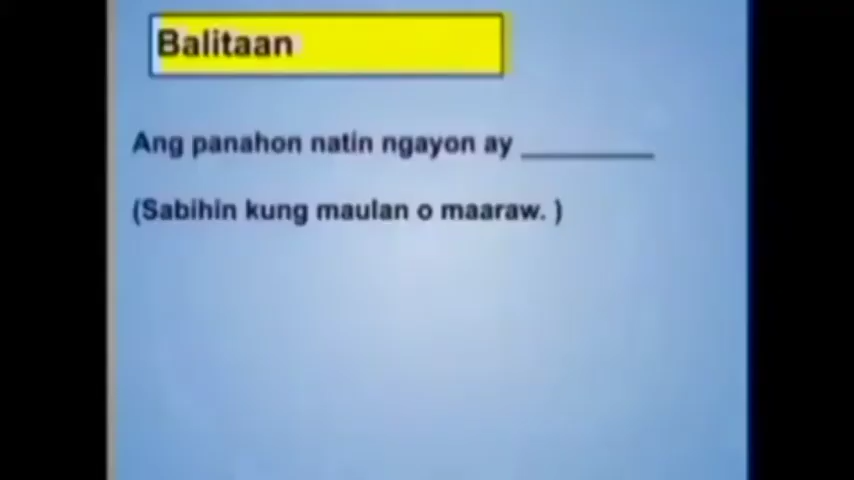 Balitaan
Ang panahon natin ngayon ay __________
(Sabihin kung maulan o maaraw. )